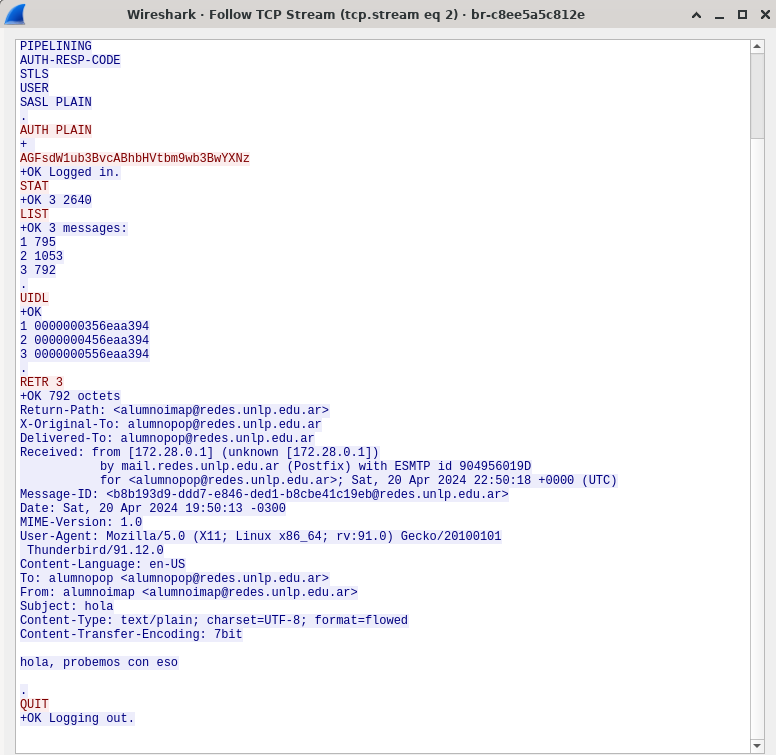 Wireshark · Follow TCP Stream (tcp.stream eq 2) · br-c8ee5a5c812e
PIPELINING
AUTH-RESP-CODE
STLS
USER
SASL PLAIN
.
AUTH PLAIN
+
AGFsdW1ub3BvcABhbHVtbm9wb3BwYXNz
+OK Logged in.
STAT
+OK 3 2640
LIST
+OK 3 messages:
1 795
2 1053
3 792
.
UIDL
+OK
1 0000000356eaa394
2 0000000456eaa394
3 0000000556eaa394
.
RETR 3
+OK 792 octets
Return-Path: <alumnoimap@redes.unlp.edu.ar>
X-Original-To: alumnopop@redes.unlp.edu.ar
Delivered-To: alumnopop@redes.unlp.edu.ar
Received: from [172.28.0.1] (unknown [172.28.0.1])
by mail.redes.unlp.edu.ar (Postfix) with ESMTP id 904956019D
for <alumnopop@redes.unlp.edu.ar>; Sat, 20 Apr 2024 22:50:18 +0000 (UTC)
Message-ID: <b8b193d9-ddd7-e846-ded1-b8cbe41c19eb@redes.unlp.edu.ar>
Date: Sat, 20 Apr 2024 19:50:13 -0300
MIME-Version: 1.0
User-Agent: Mozilla/5.0 (X11; Linux x86_64; rv:91.0) Gecko/20100101
Thunderbird/91.12.0
Content-Language: en-US
To: alumnopop <alumnopop@redes.unlp.edu.ar>
From: alumnoimap <alumnoimap@redes.unlp.edu.ar>
Subject: hola
Content-Type: text/plain; charset=UTF-8; format=flowed
Content-Transfer-Encoding: 7bit
hola, probemos con eso
.
QUIT
+OK Logging out.